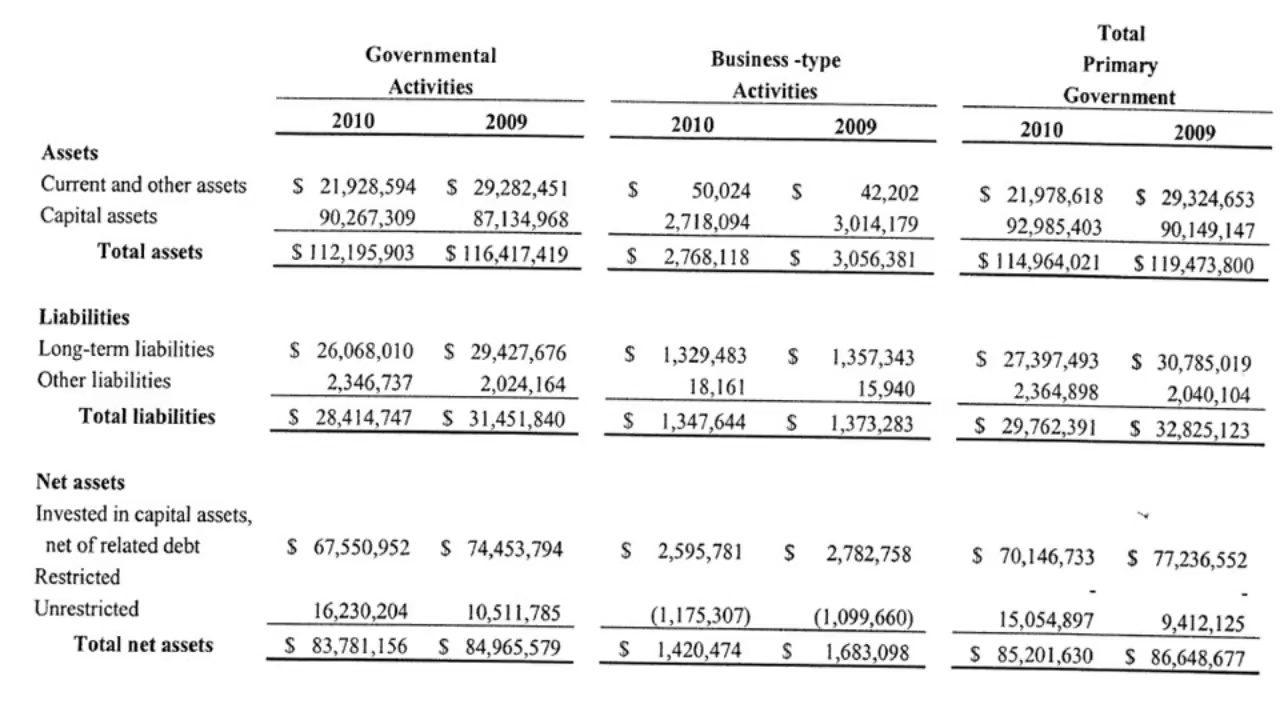 Total
Governmental Business -type Primary
Activities Activities Government
2010 2009 2010 2009 2010 2009
Assets
Current and other assets $ 21,928,594 $ 29,282,451 $ 50,024 $ 42,202 $ 21,978,618 $ 29,324,653
Capital assets 90,267,309 87,134,968 2,718,094 3,014,179 92,985,403 90,149,147
Total assets $ 112,195,903 $ 116,417,419 $ 2,768,118 $ 3,056,381 $ 114,964,021 $ 119,473,800
Liabilities
Long-term liabilities $ 26,068,010 $ 29,427,676 $ 1,329,483 $ 1,357,343 $ 27,397,493 $ 30,785,019
Other liabilities 2,346,737 2,024,164 18,161 15,940 2,364,898 2,040,104
Total liabilities $ 28,414,747 $ 31,451,840 $ 1,347,644 $ 1,373,283 $ 29,762,391 $ 32,825,123
Net assets
Invested in capital assets,
net of related debt $ 67,550,952 $ 74,453,794 $ 2,595,781 $ 2,782,758 $ 70,146,733 $ 77,236,552
Restricted - -
Unrestricted 16,230,204 10,511,785 (1,175,307) (1,099,660) 15,054,897 9,412,125
Total net assets $ 83,781,156 $ 84,965,579 $ 1,420,474 $ 1,683,098 $ 85,201,630 $ 86,648,677